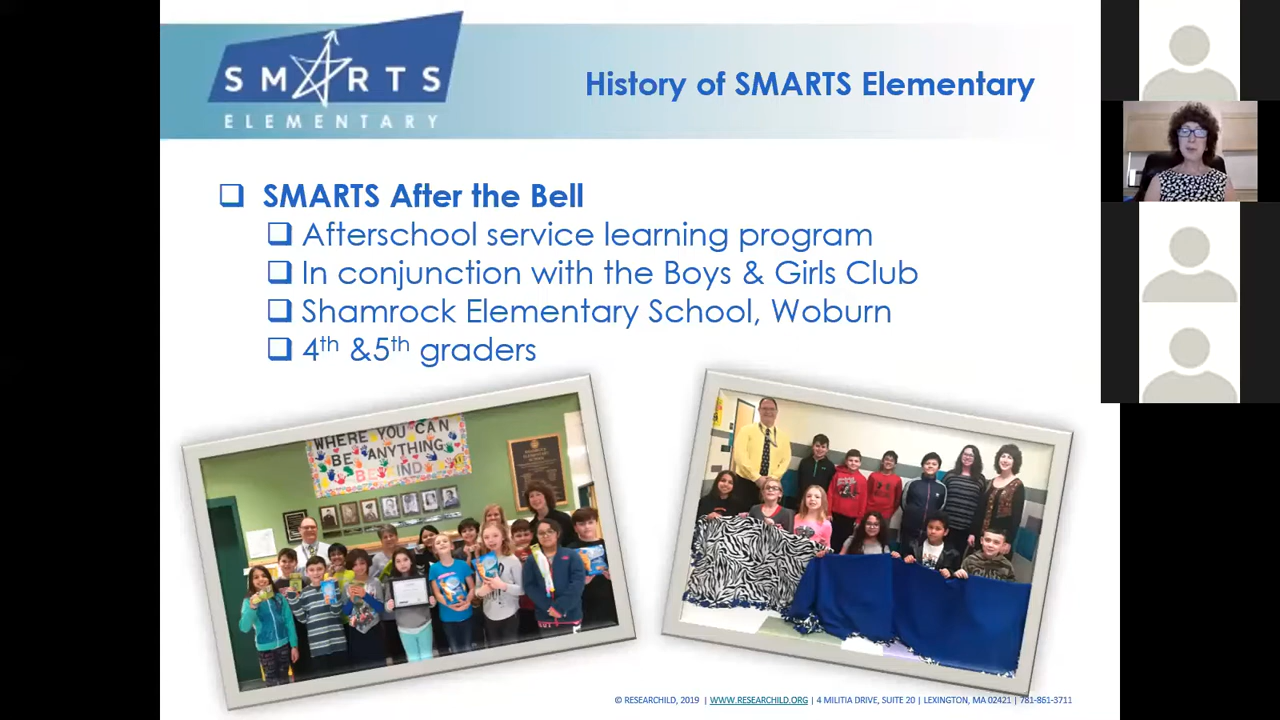 SMARTS
ELEMENTARY
History of SMARTS Elementary
❑ SMARTS After the Bell
❑ Afterschool service learning program
❑ In conjunction with the Boys & Girls Club
❑ Shamrock Elementary School, Woburn
❑ 4th &5th graders
WHERE YOU CAN
BE ANYTHING
BE KIND
© RESEARCHILD, 2019 | WWW.RESEARCHILD.ORG | 4 MILITIA DRIVE, SUITE 20 | LEXINGTON, MA 02421 | 781-861-3711